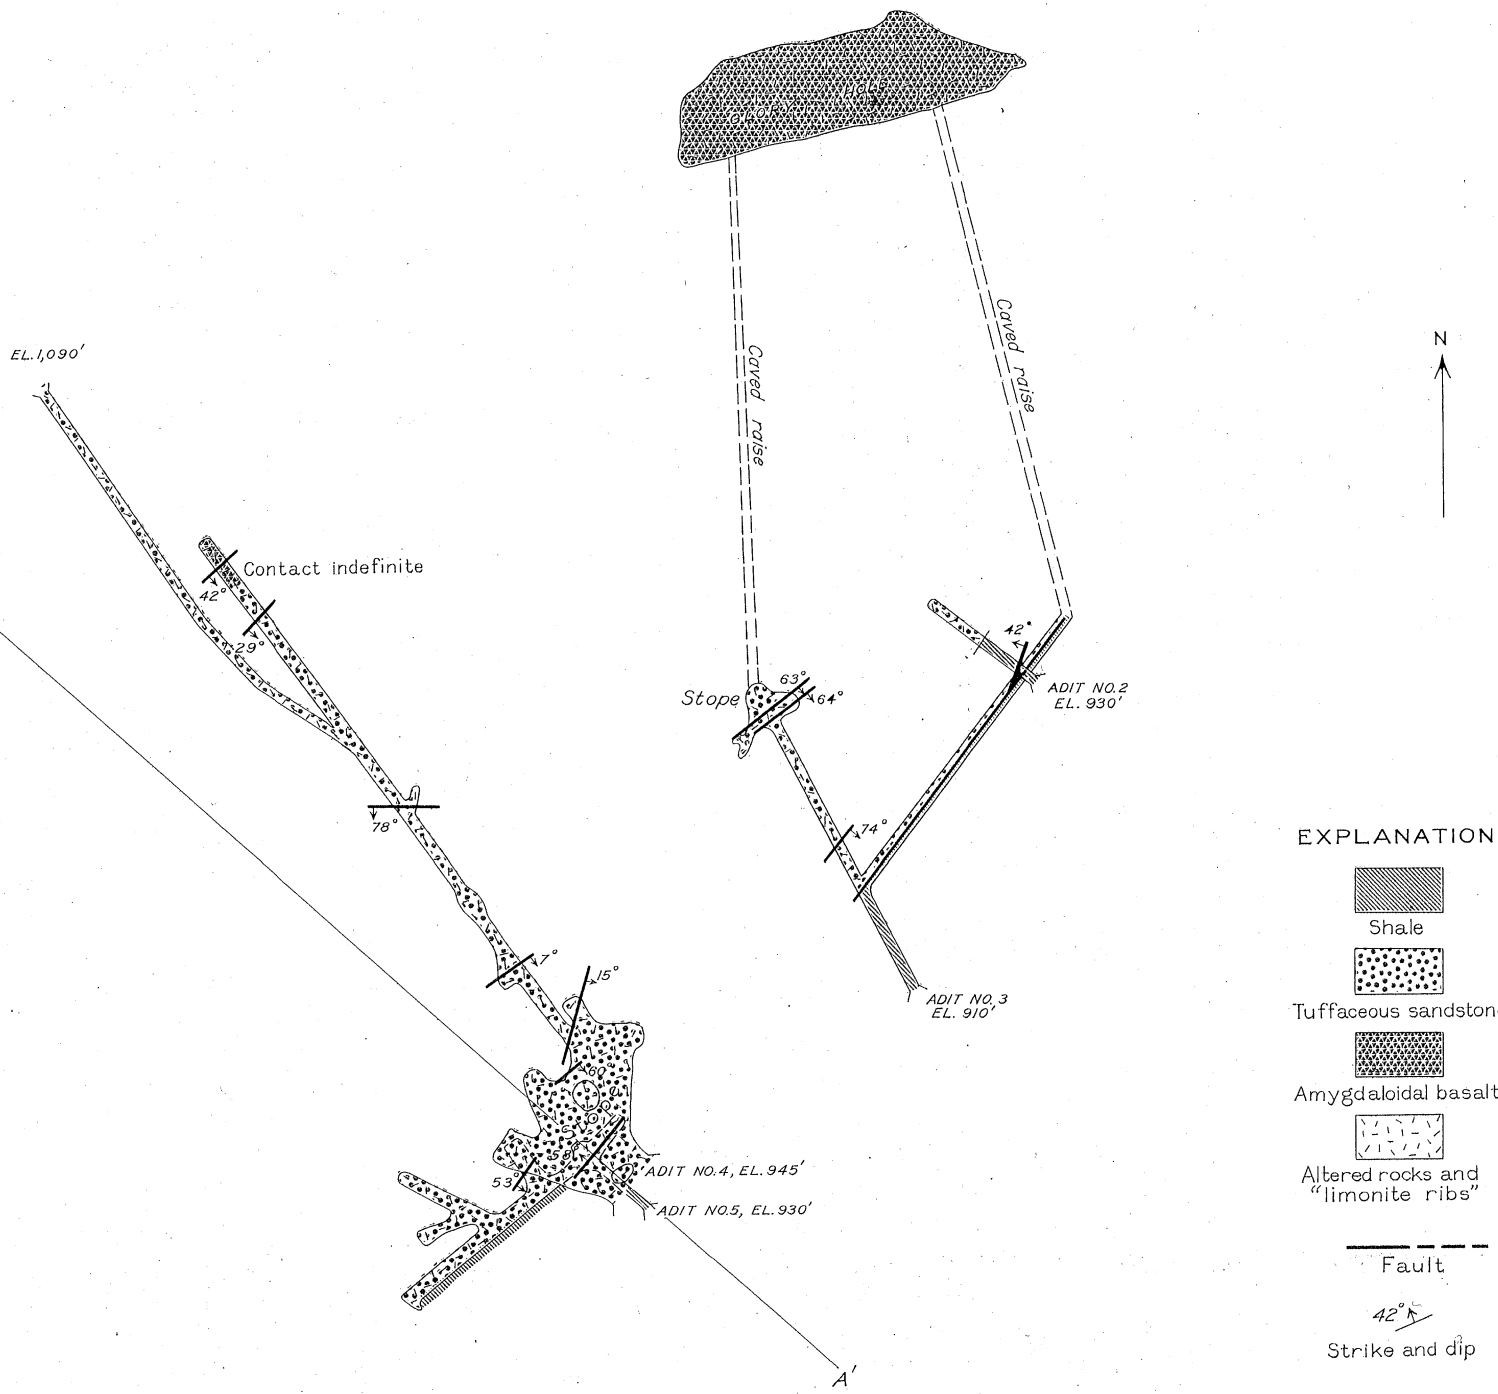 GLORY HOLE
Caved raise
Caved raise
N
EL. 1,090'
Contact indefinite
42°
29°
78°
7°
15°
60
58°
53°
Stope
63°
64°
74°
42°
ADIT NO. 2
EL. 930'
ADIT NO. 3
EL. 910'
ADIT NO. 4, EL. 945'
ADIT NO. 5, EL. 930'
A'
EXPLANATION
Shale
Tuffaceous sandston
Amygdaloidal basalt
Altered rocks and
"limonite ribs"
Fault
42°
Strike and dip